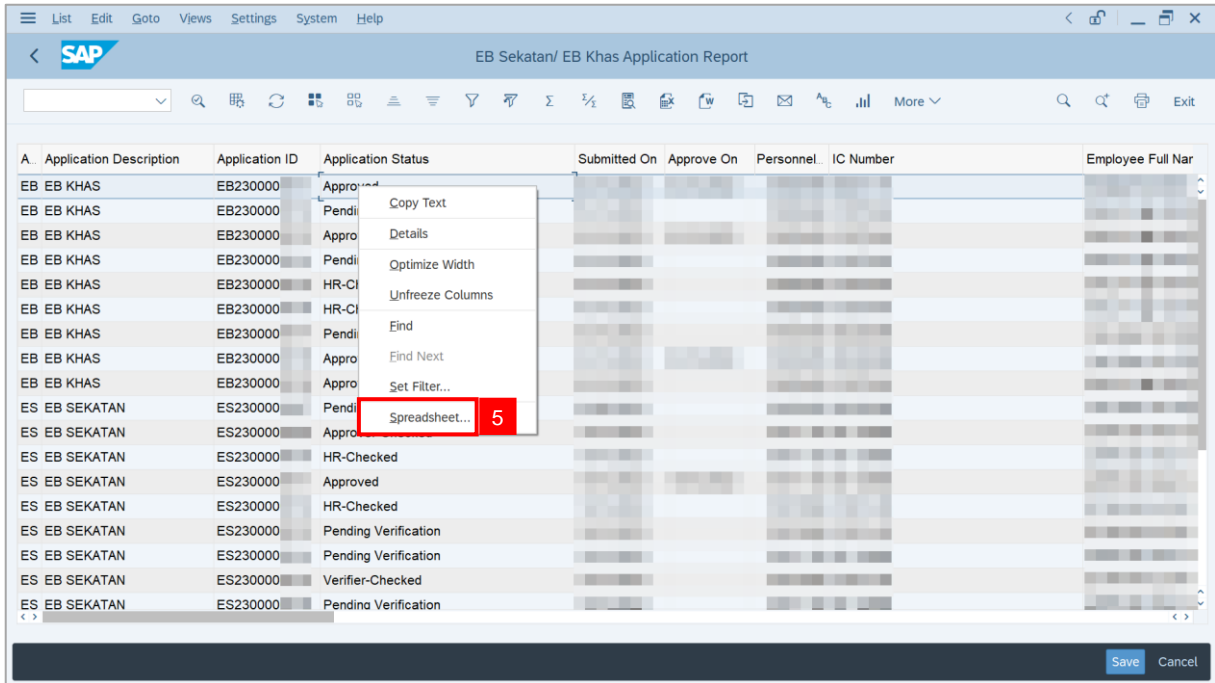 List Edit Goto Views Settings System Help
SAP EB Sekatan/ EB Khas Application Report
More Exit
A.. Application Description Application ID Application Status Submitted On Approve On Personnel.. IC Number Employee Full Nar
EB EB KHAS EB230000 Approved
Copy Text
EB EB KHAS EB230000 Pendi
EB EB KHAS EB230000 Appro
Details
EB EB KHAS EB230000 Pendi
Optimize Width
EB EB KHAS EB230000 HR-Ch
Unfreeze Columns
EB EB KHAS EB230000 HR-Ch
Find
EB EB KHAS EB230000 Pendi
Find Next
EB EB KHAS EB230000 Appro
Set Filter...
EB EB KHAS EB230000 Appro
ES EB SEKATAN ES230000 Pendi
Spreadsheet... 5
ES EB SEKATAN ES230000 Approver-Checked
ES EB SEKATAN ES230000 HR-Checked
ES EB SEKATAN ES230000 Approved
ES EB SEKATAN ES230000 HR-Checked
ES EB SEKATAN ES230000 Pending Verification
ES EB SEKATAN ES230000 Pending Verification
ES EB SEKATAN ES230000 Verifier-Checked
ES EB SEKATAN ES230000 Pending Verification
Save Cancel